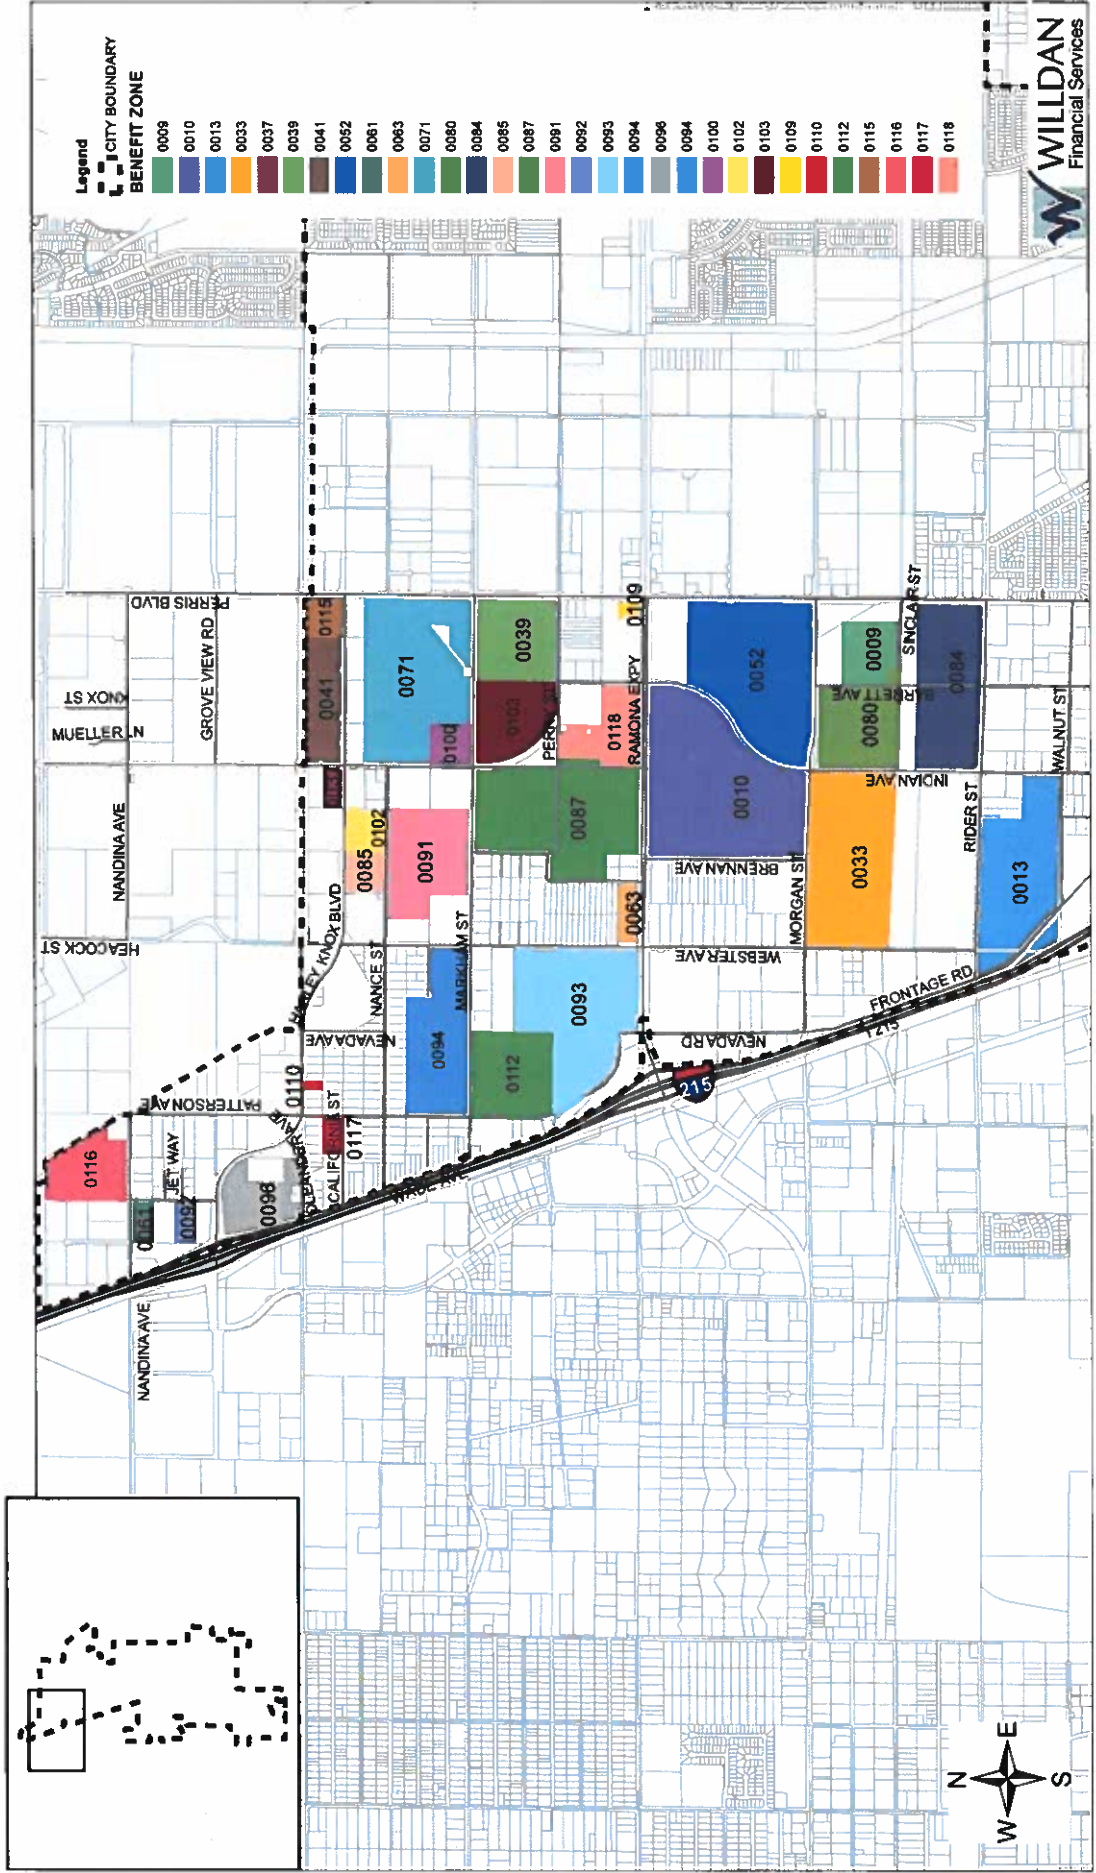 Legend
CITY BOUNDARY
BENEFIT ZONE
0009
0010
0013
0033
0037
0039
0041
0052
0061
0063
0071
0080
0084
0085
0087
0091
0092
0093
0094
0096
0094
0100
0102
0103
0109
0110
0112
0115
0116
0117
0118
WILLDAN
Financial Services
PERRIS BLVD
KNOX ST
MUELLER LN
GROVE VIEW RD
NANDINA AVE
HEACOCK ST
HARLEY KNOX BLVD
NANCE ST
NEVADA AVE
MARKHAM ST
PATTERSON AVE
JET WAY
OLEANDER AVE
CALIFORNIA ST
WADE AVE
NANDINA AVE
RAMONA EXPY
BRENNAN AVE
MORGAN ST
WEBSTER AVE
NEVADA RD
FRONTAGE RD
I 215
215
INDIAN AVE
BARRETT AVE
SINCLAIR ST
RIDER ST
WALNUT ST
0115
0041
0071
0100
0039
0103
0109
0118
0052
0010
0009
0080
0084
0102
0085
0091
0087
0063
0033
0013
0094
0093
0112
0110
0117
0116
0061
0092
0098
N
E
S
W